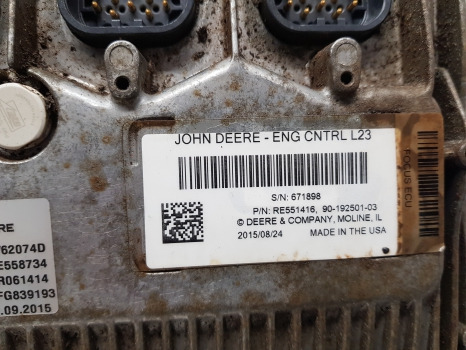 JOHN DEERE - ENG CNTRL L23
S/N: 671898
P/N: RE551416, 90-192501-03
© DEERE & COMPANY, MOLINE, IL
2015/08/24 MADE IN THE USA
FOCUS ECU
RE
762074D
E558734
R061414
FG839193
.09.2015